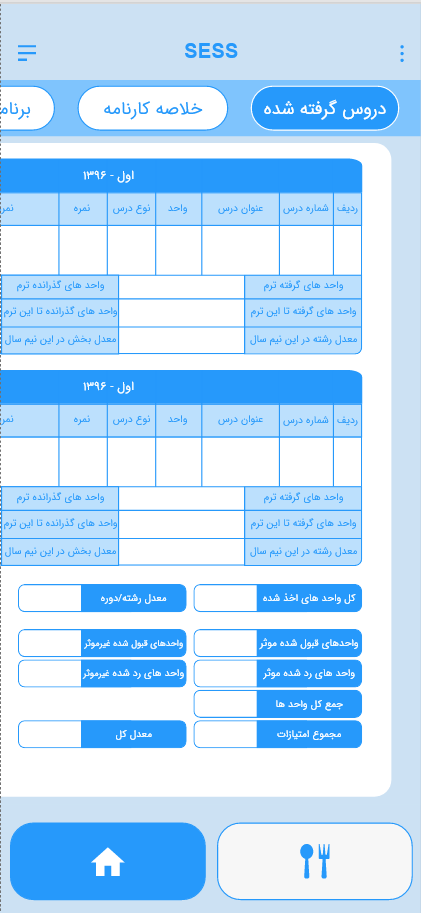 SESS
دروس گرفته شده
خلاصه کارنامه
برنام
اول - ۱۳۹۶
ردیف شماره درس عنوان درس واحد نوع درس نمره نمر
واحد های گرفته ترم واحد های گذرانده ترم
واحد های گرفته تا این ترم واحد های گذرانده تا این ترم
معدل رشته در این نیم سال معدل بخش در این نیم سال
اول - ۱۳۹۶
ردیف شماره درس عنوان درس واحد نوع درس نمره نمر
واحد های گرفته ترم واحد های گذرانده ترم
واحد های گرفته تا این ترم واحد های گذرانده تا این ترم
معدل رشته در این نیم سال معدل بخش در این نیم سال
کل واحد های اخذ شده معدل رشته/دوره
واحدهای قبول شده موثر واحدهای قبول شده غیرموثر
واحد های رد شده موثر واحد های رد شده غیرموثر
جمع کل واحد ها
مجموع امتیازات معدل کل